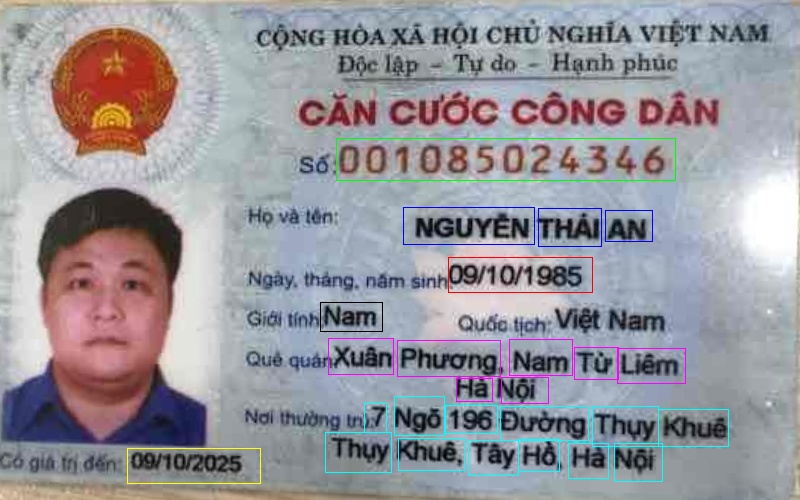 CỘNG HÒA XÃ HỘI CHỦ NGHĨA VIỆT NAM
Độc lập - Tự do - Hạnh phúc
CĂN CƯỚC CÔNG DÂN
Số: 001085024346
Họ và tên: NGUYỄN THÁI AN
Ngày, tháng, năm sinh: 09/10/1985
Giới tính: Nam Quốc tịch: Việt Nam
Quê quán: Xuân Phương, Nam Từ Liêm
Hà Nội
Nơi thường trú: 7 Ngõ 196 Đường Thụy Khuê
Thụy Khuê, Tây Hồ, Hà Nội
Có giá trị đến: 09/10/2025